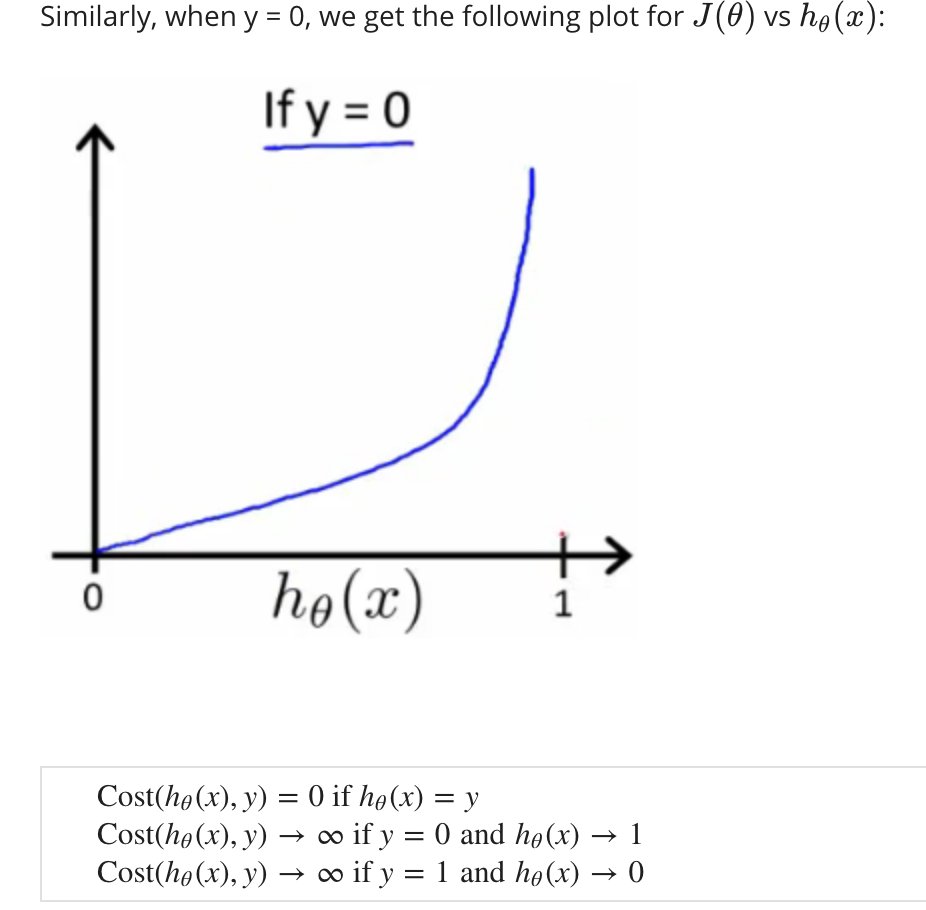 Similarly, when y = 0, we get the following plot for J(θ) vs hθ(x):
If y = 0
0
hθ(x)
1
Cost(hθ(x), y) = 0 if hθ(x) = y
Cost(hθ(x), y) → ∞ if y = 0 and hθ(x) → 1
Cost(hθ(x), y) → ∞ if y = 1 and hθ(x) → 0